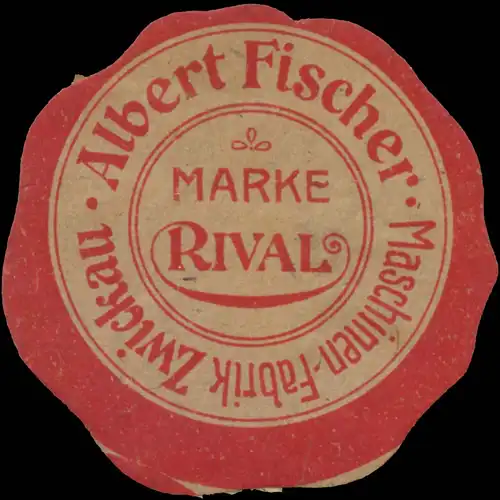 Albert Fischer · Maschinen-Fabrik Zwickau ·
MARKE
RIVAL